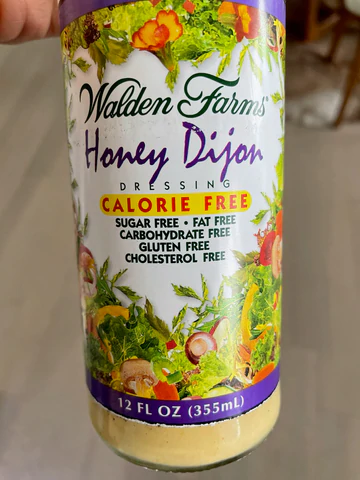 Walden Farms
Honey Dijon
DRESSING
CALORIE FREE
SUGAR FREE • FAT FREE
CARBOHYDRATE FREE
GLUTEN FREE
CHOLESTEROL FREE
12 FL OZ (355mL)